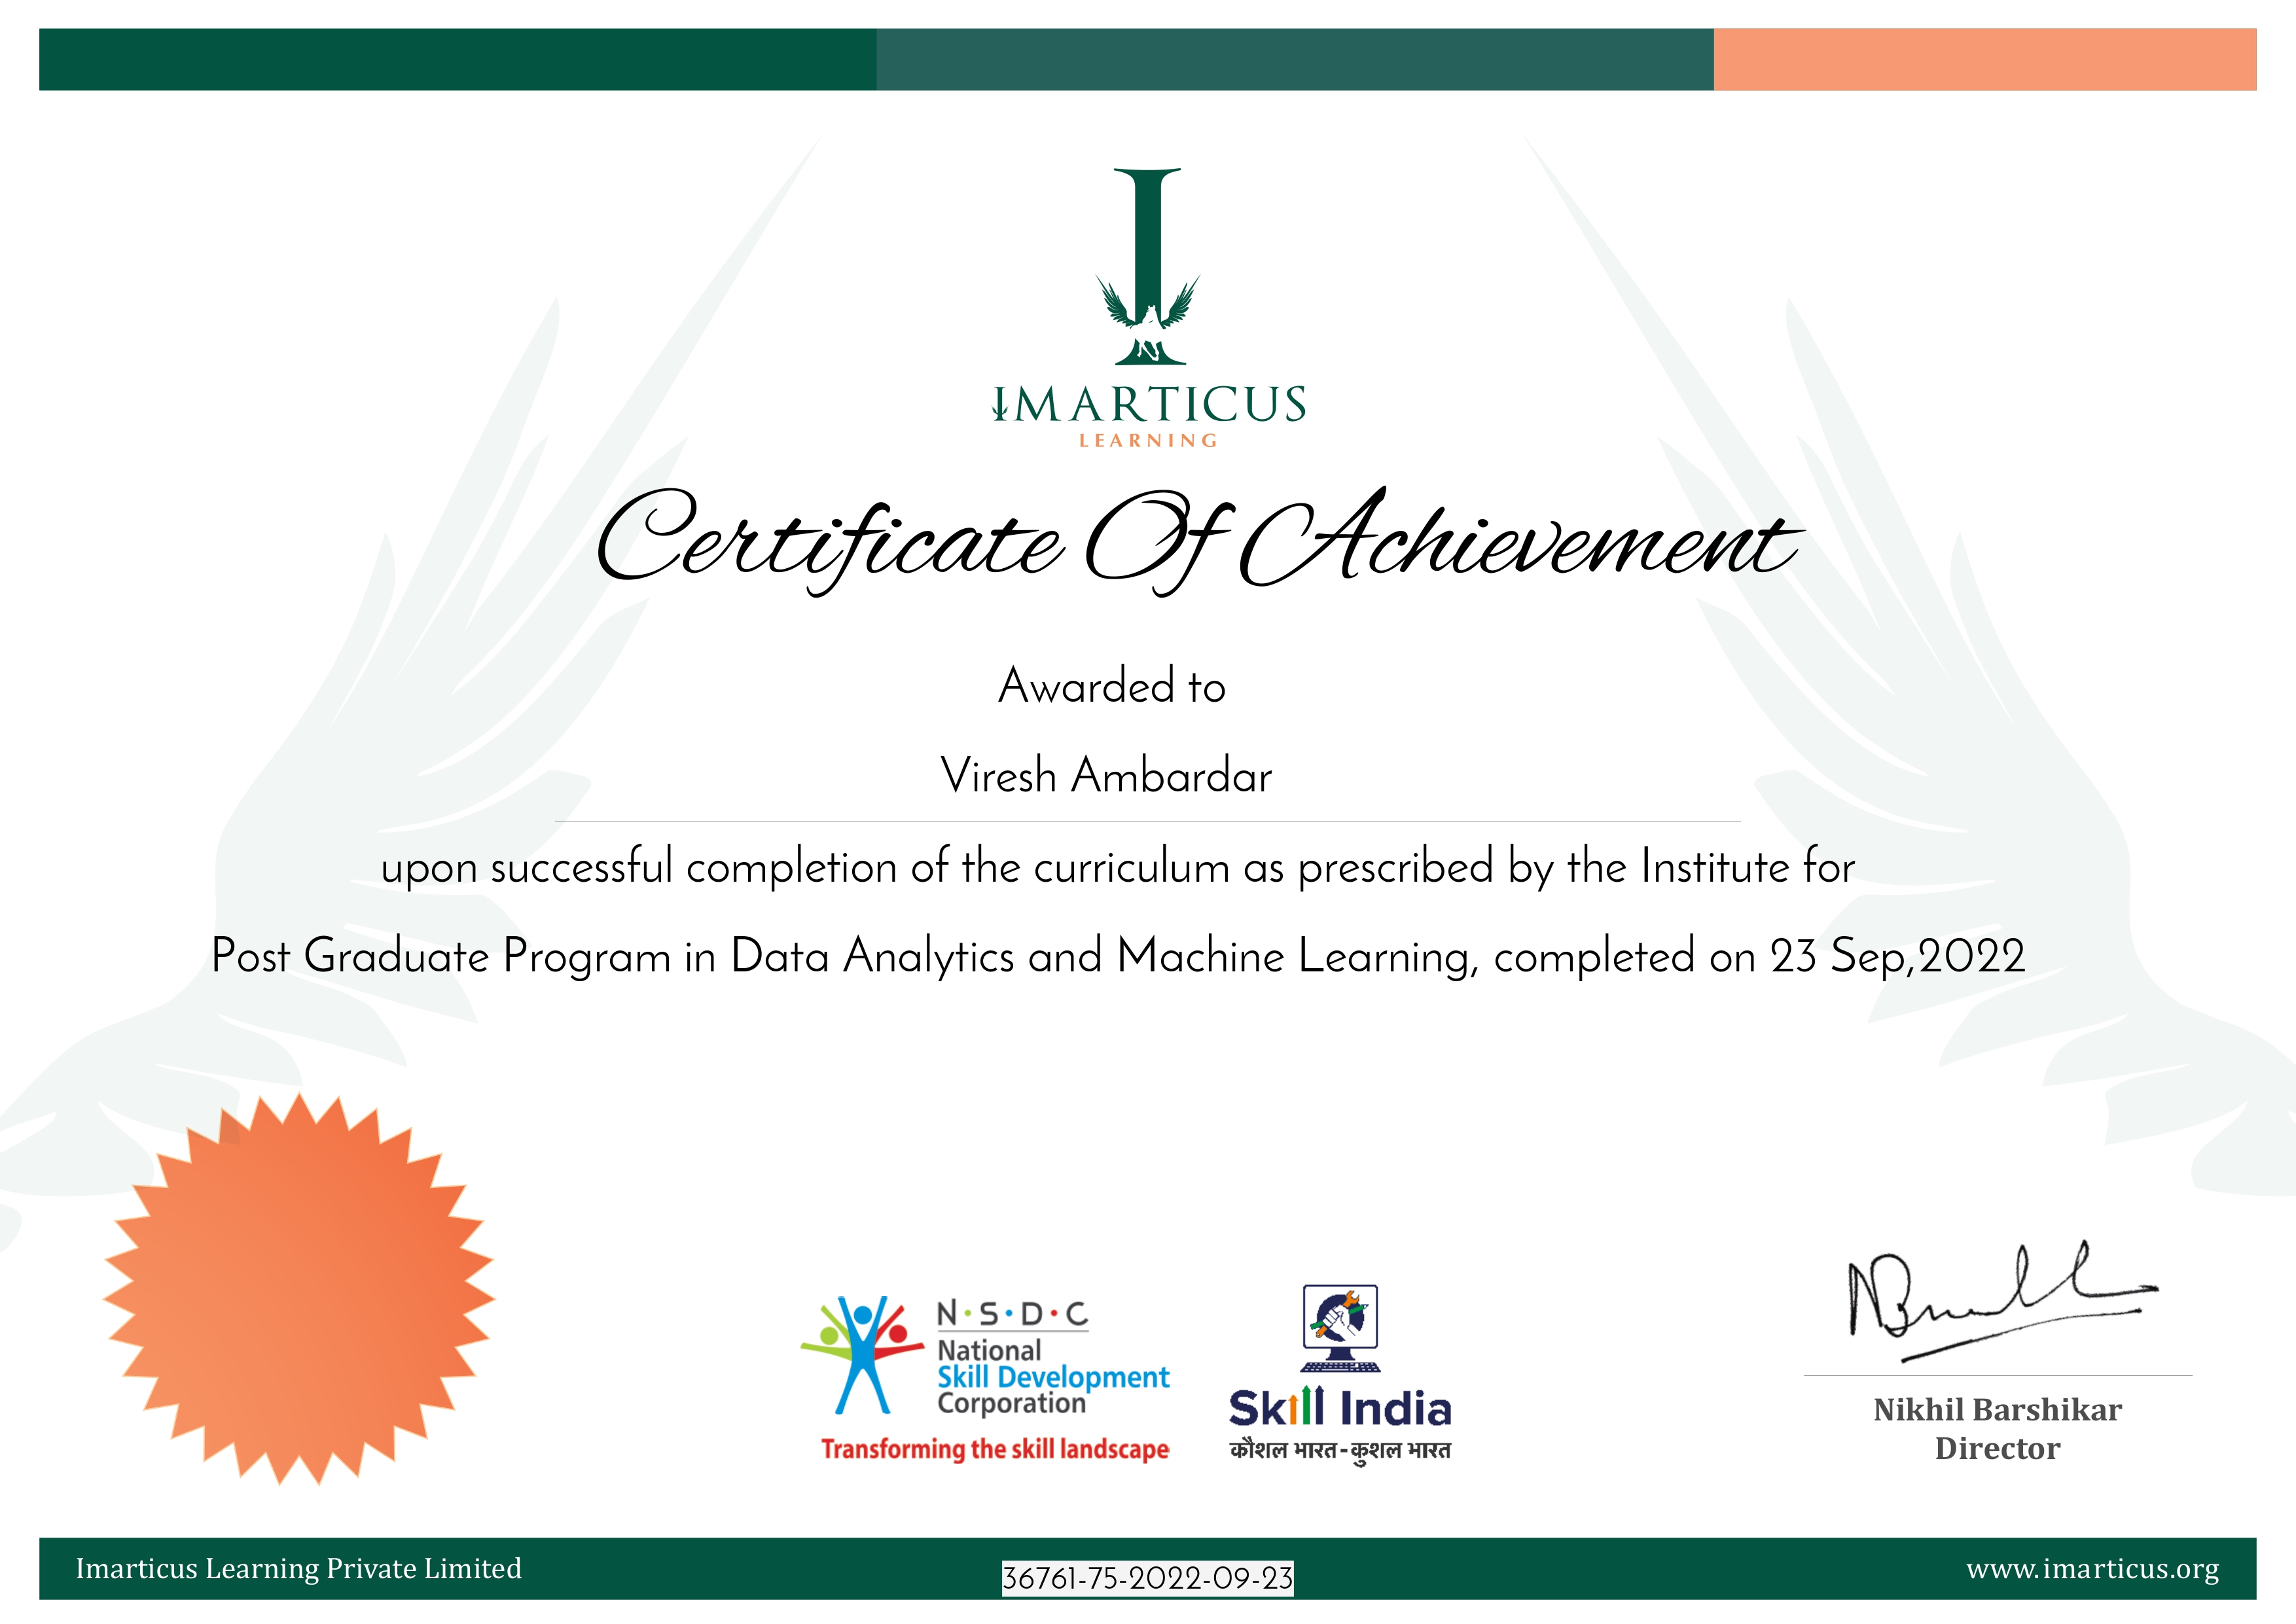 IMARTICUS
LEARNING
Certificate Of Achievement
Awarded to
Viresh Ambardar
upon successful completion of the curriculum as prescribed by the Institute for
Post Graduate Program in Data Analytics and Machine Learning, completed on 23 Sep,2022
N·S·D·C
National
Skill Development
Corporation
Transforming the skill landscape
Skill India
कौशल भारत-कुशल भारत
Nikhil Barshikar
Director
Imarticus Learning Private Limited
36761-75-2022-09-23
www.imarticus.org